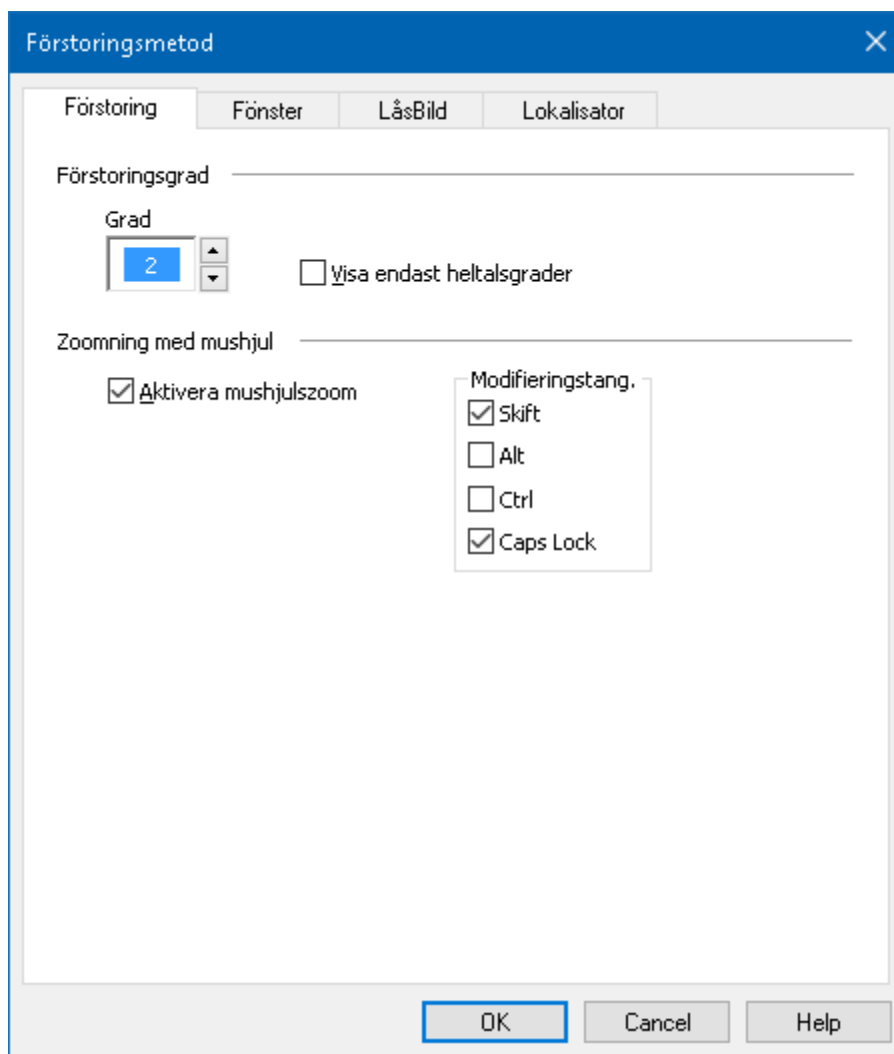 Förstoringsmetod
Förstoring Fönster LåsBild Lokalisator
Förstoringsgrad
Grad
2
Visa endast heltalsgrader
Zoomning med mushjul
Aktivera mushjulszoom
Modifieringstang.
Skift
Alt
Ctrl
Caps Lock
OK Cancel Help